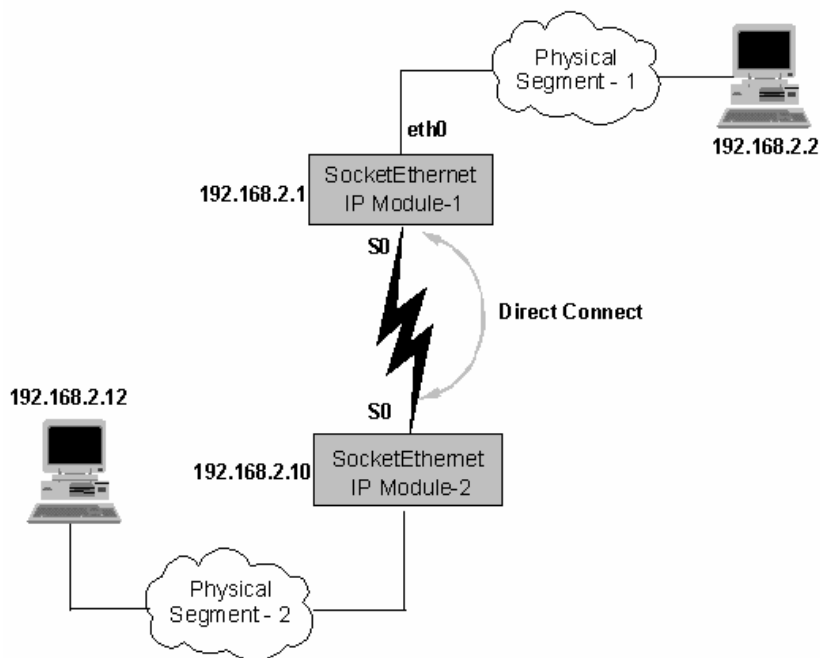 Physical
Segment - 1
eth0
192.168.2.2
SocketEthernet
IP Module-1
192.168.2.1
S0
Direct Connect
192.168.2.12
S0
SocketEthernet
IP Module-2
192.168.2.10
Physical
Segment - 2